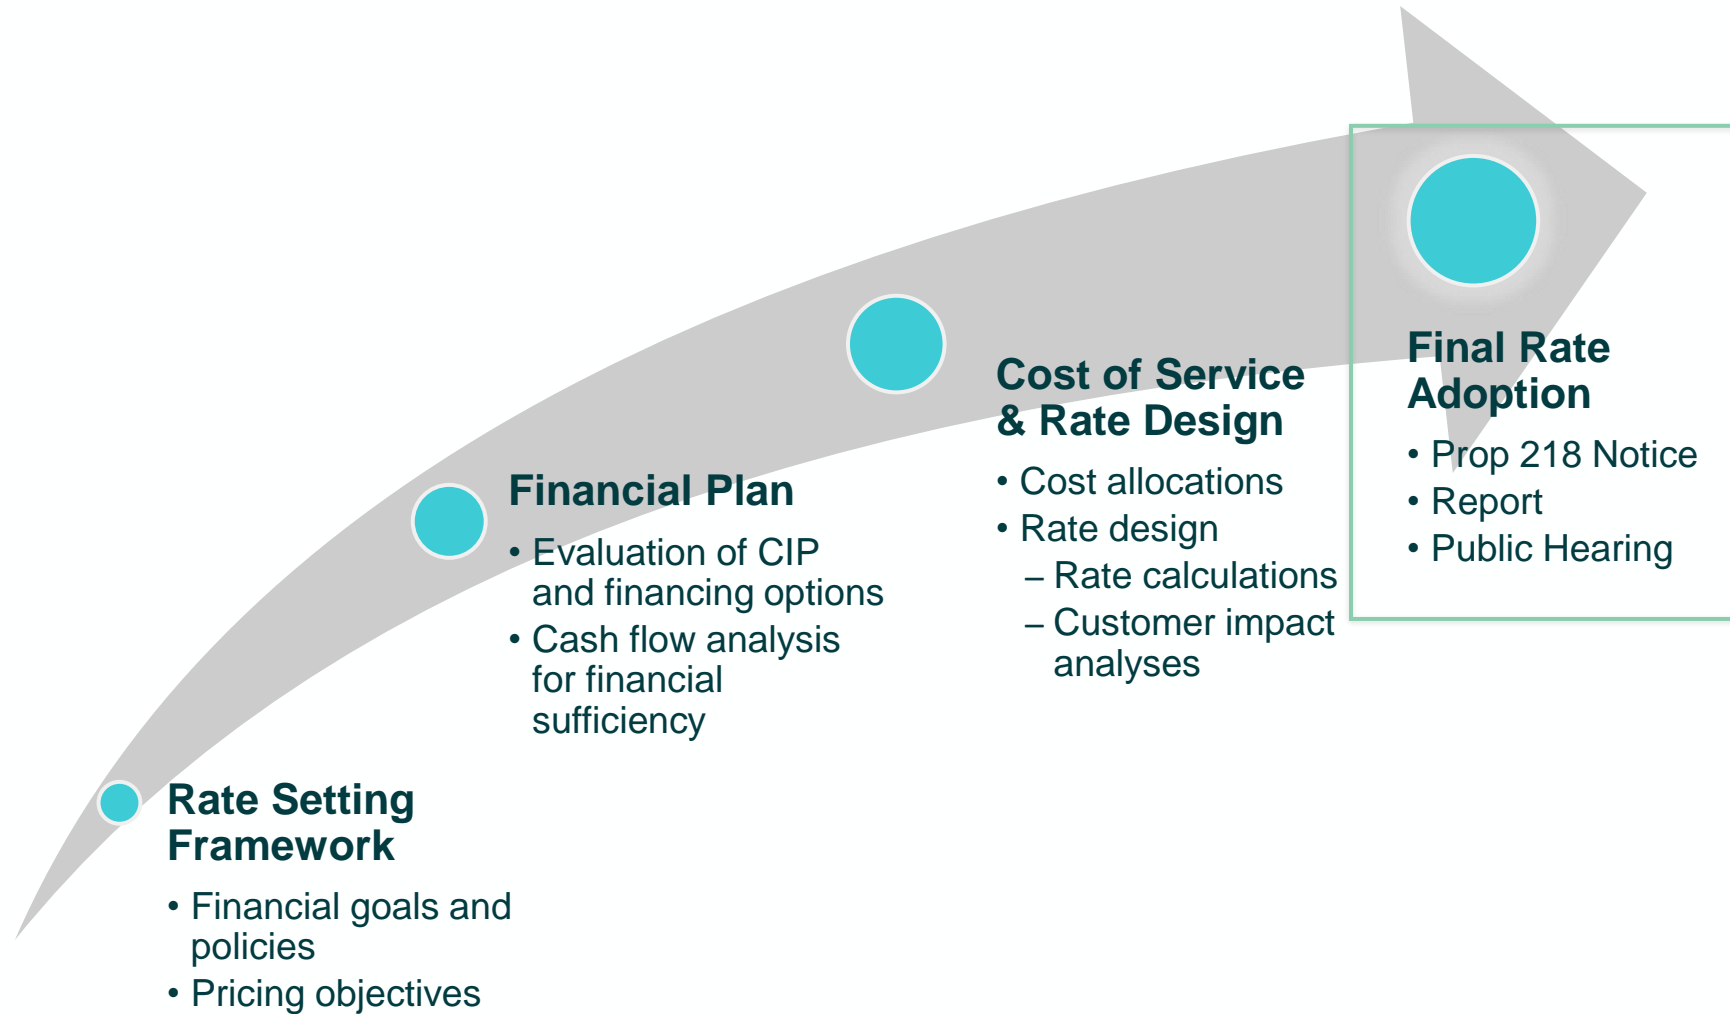 Rate Setting
Framework
• Financial goals and
policies
• Pricing objectives
Financial Plan
• Evaluation of CIP
and financing options
• Cash flow analysis
for financial
sufficiency
Cost of Service
& Rate Design
• Cost allocations
• Rate design
– Rate calculations
– Customer impact
analyses
Final Rate
Adoption
• Prop 218 Notice
• Report
• Public Hearing